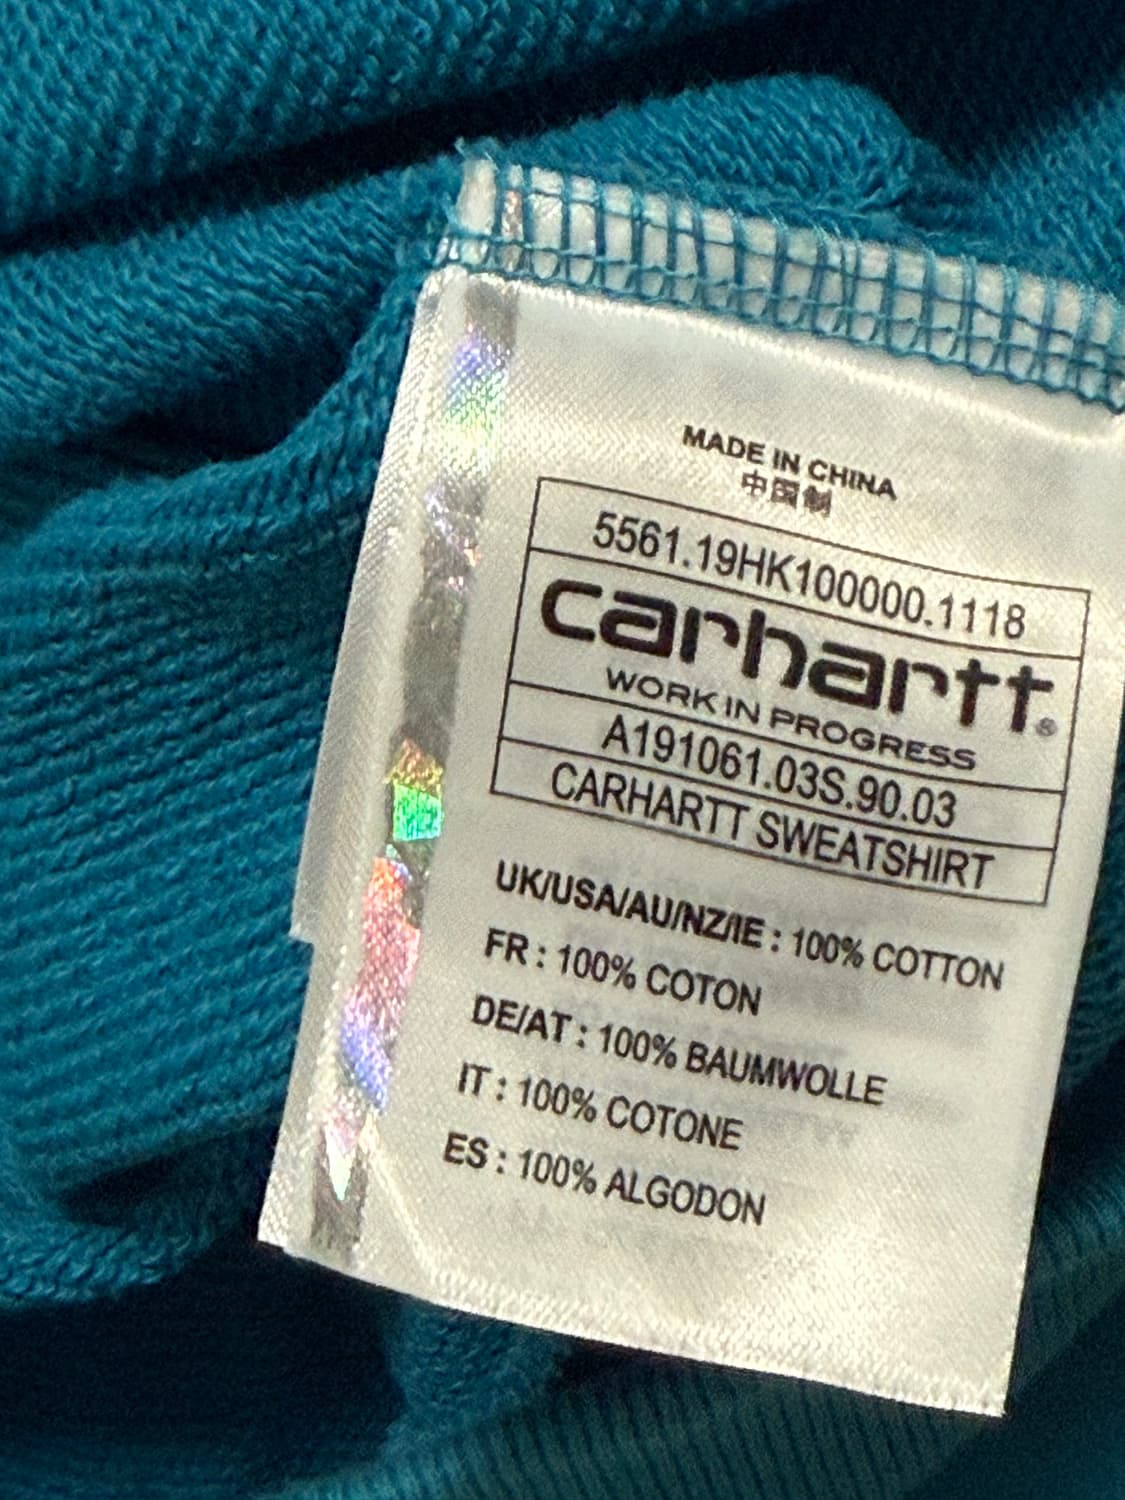 MADE IN CHINA
中国制
5561.19HK100000.1118
carhartt®
WORK IN PROGRESS
A191061.03S.90.03
CARHARTT SWEATSHIRT
UK/USA/AU/NZ/IE : 100% COTTON
FR : 100% COTON
DE/AT : 100% BAUMWOLLE
IT : 100% COTONE
ES : 100% ALGODON